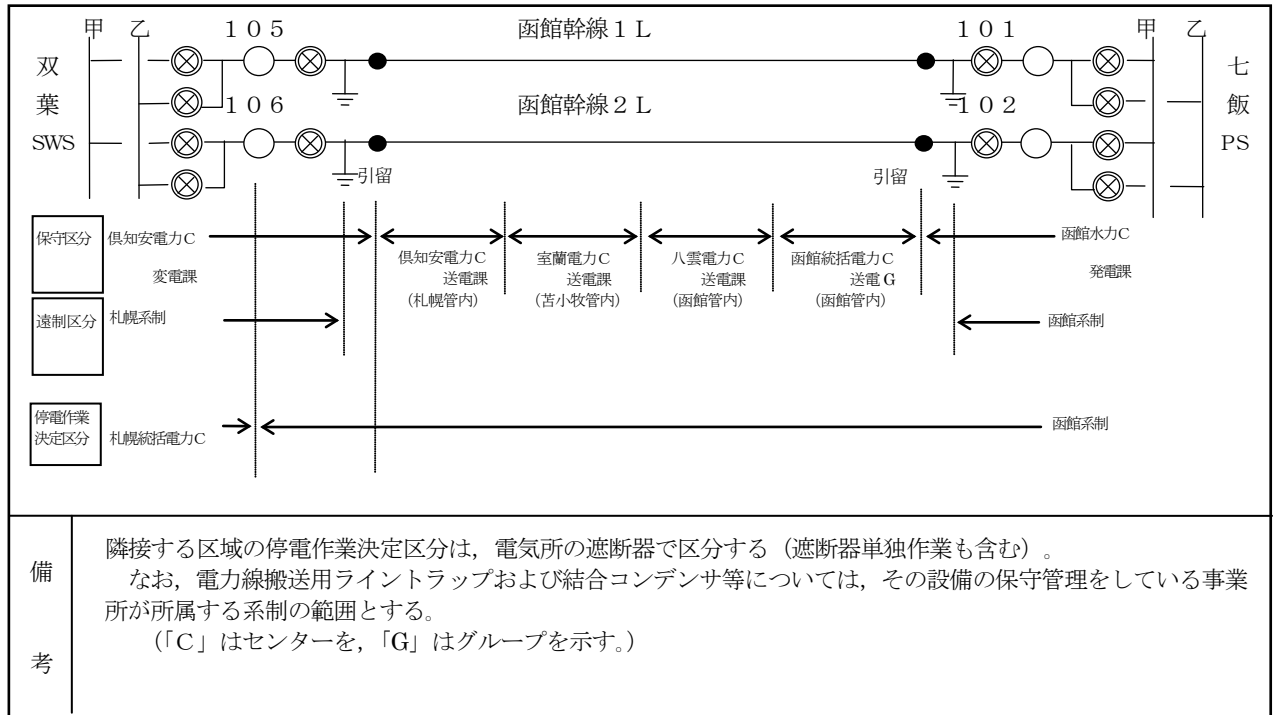 甲 乙 １０５ 函館幹線１Ｌ １０１ 甲 乙
双葉SWS
七飯PS
１０６ 函館幹線２Ｌ １０２
引留 引留
保守区分 倶知安電力Ｃ 函館水力Ｃ
変電課 発電課
倶知安電力Ｃ 室蘭電力Ｃ 八雲電力Ｃ 函館統括電力Ｃ
送電課 送電課 送電課 送電Ｇ
（札幌管内） （苫小牧管内） （函館管内） （函館管内）
遠制区分 札幌系制 函館系制
停電作業
決定区分 札幌統括電力Ｃ 函館系制
備考
隣接する区域の停電作業決定区分は，電気所の遮断器で区分する（遮断器単独作業も含む）。
なお，電力線搬送用ライントラップおよび結合コンデンサ等については，その設備の保守管理をしている事業
所が所属する系制の範囲とする。
（「Ｃ」はセンターを，「G」はグループを示す。）